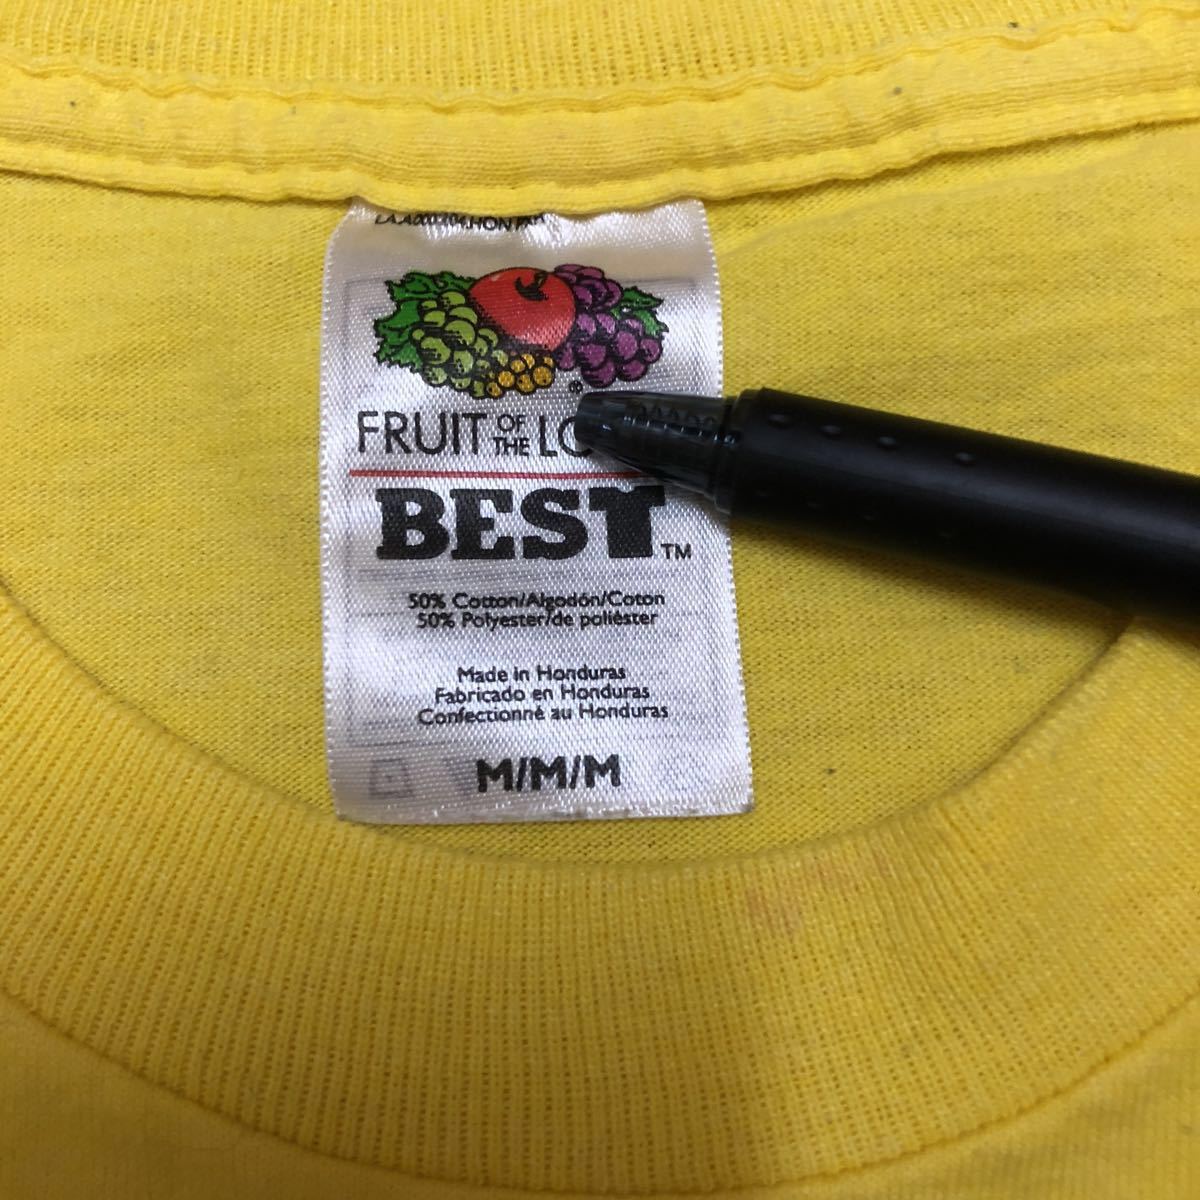 ®
FRUIT OF THE LO
BEST™
50% Cotton/Algodón/Coton
50% Polyester/de poliéster
Made in Honduras
Fabricado en Honduras
Confectionné au Honduras
M/M/M